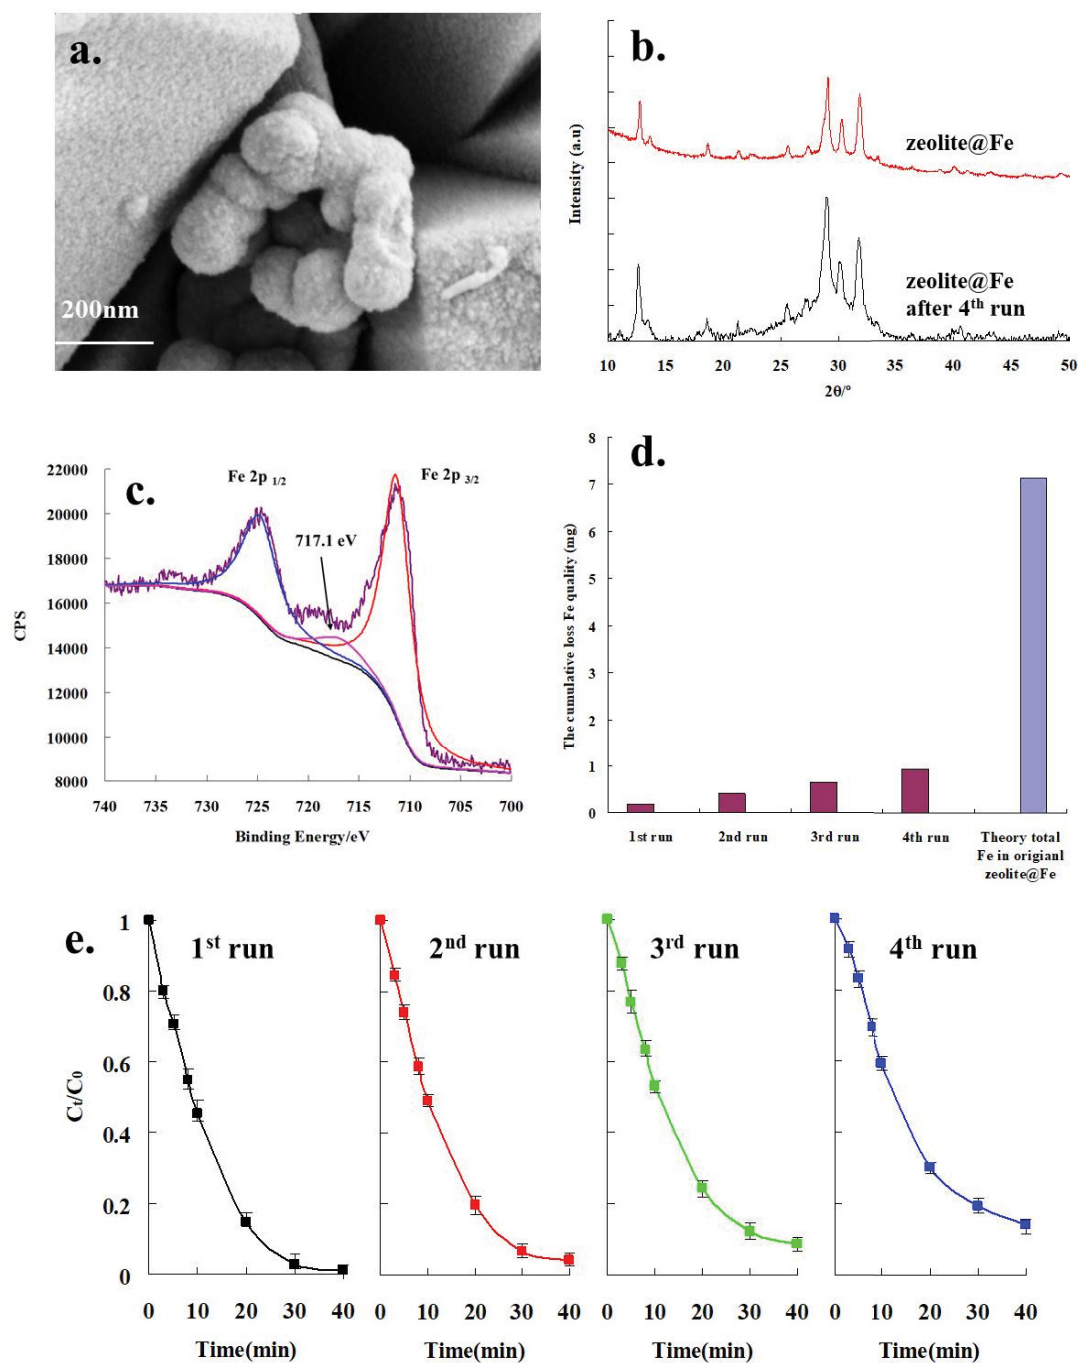 a.
200nm
b.
zeolite@Fe
zeolite@Fe
after 4th run
Intensity (a.u)
10 15 20 25 30 35 40 45 50
2θ/°
c.
Fe 2p 1/2
Fe 2p 3/2
717.1 eV
22000
20000
18000
16000
14000
12000
10000
8000
CPS
740 735 730 725 720 715 710 705 700
Binding Energy/eV
d.
The cumulative loss Fe quality (mg)
8
7
6
5
4
3
2
1
0
1st run 2nd run 3rd run 4th run Theory total
Fe in origianl
zeolite@Fe
e.
1st run
2nd run
3rd run
4th run
Ct/C0
1
0.8
0.6
0.4
0.2
0
0 10 20 30 40
0 10 20 30 40
0 10 20 30 40
0 10 20 30 40
Time(min)
Time(min)
Time(min)
Time(min)